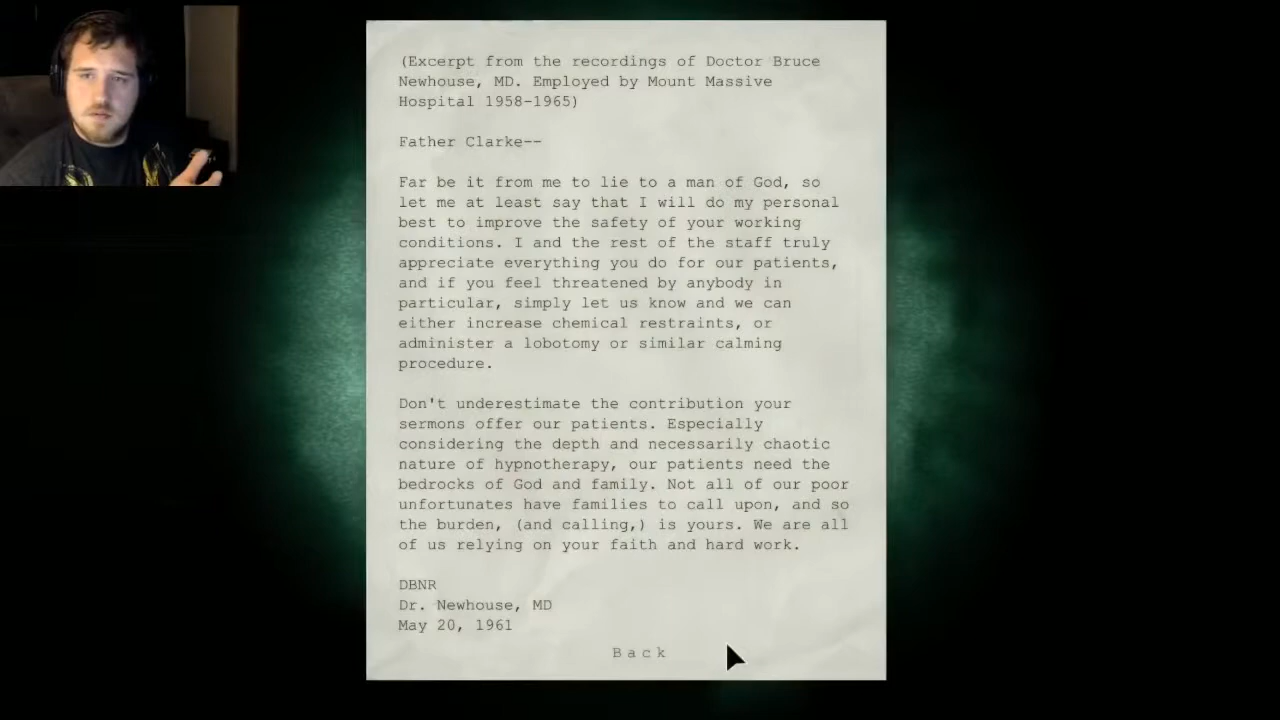 (Excerpt from the recordings of Doctor Bruce
Newhouse, MD. Employed by Mount Massive
Hospital 1958-1965)
Father Clarke--
Far be it from me to lie to a man of God, so
let me at least say that I will do my personal
best to improve the safety of your working
conditions. I and the rest of the staff truly
appreciate everything you do for our patients,
and if you feel threatened by anybody in
particular, simply let us know and we can
either increase chemical restraints, or
administer a lobotomy or similar calming
procedure.
Don't underestimate the contribution your
sermons offer our patients. Especially
considering the depth and necessarily chaotic
nature of hypnotherapy, our patients need the
bedrocks of God and family. Not all of our poor
unfortunates have families to call upon, and so
the burden, (and calling,) is yours. We are all
of us relying on your faith and hard work.
DBNR
Dr. Newhouse, MD
May 20, 1961
Back